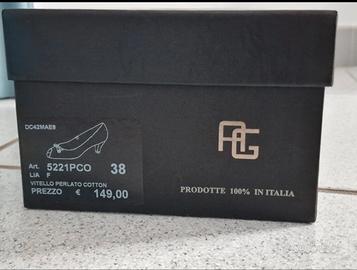 DC42MAE8
Art. 5221PCO 38
LIA F
VITELLO PERLATO COTTON
PREZZO € 149,00
AG
PRODOTTE 100% IN ITALIA